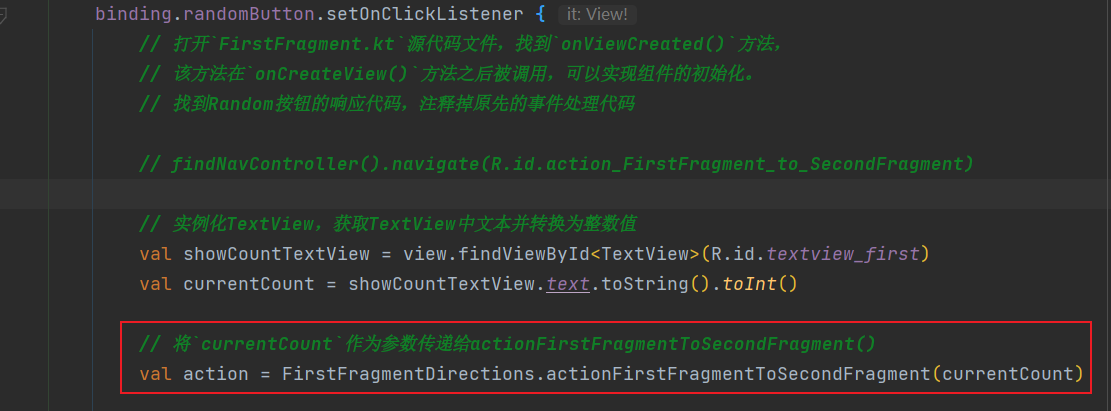 binding.randomButton.setOnClickListener { it: View!
// 打开`FirstFragment.kt`源代码文件，找到`onViewCreated()`方法，
// 该方法在`onCreateView()`方法之后被调用，可以实现组件的初始化。
// 找到Random按钮的响应代码，注释掉原先的事件处理代码
// findNavController().navigate(R.id.action_FirstFragment_to_SecondFragment)
// 实例化TextView，获取TextView中文本并转换为整数值
val showCountTextView = view.findViewById<TextView>(R.id.textview_first)
val currentCount = showCountTextView.text.toString().toInt()
// 将`currentCount`作为参数传递给actionFirstFragmentToSecondFragment()
val action = FirstFragmentDirections.actionFirstFragmentToSecondFragment(currentCount)